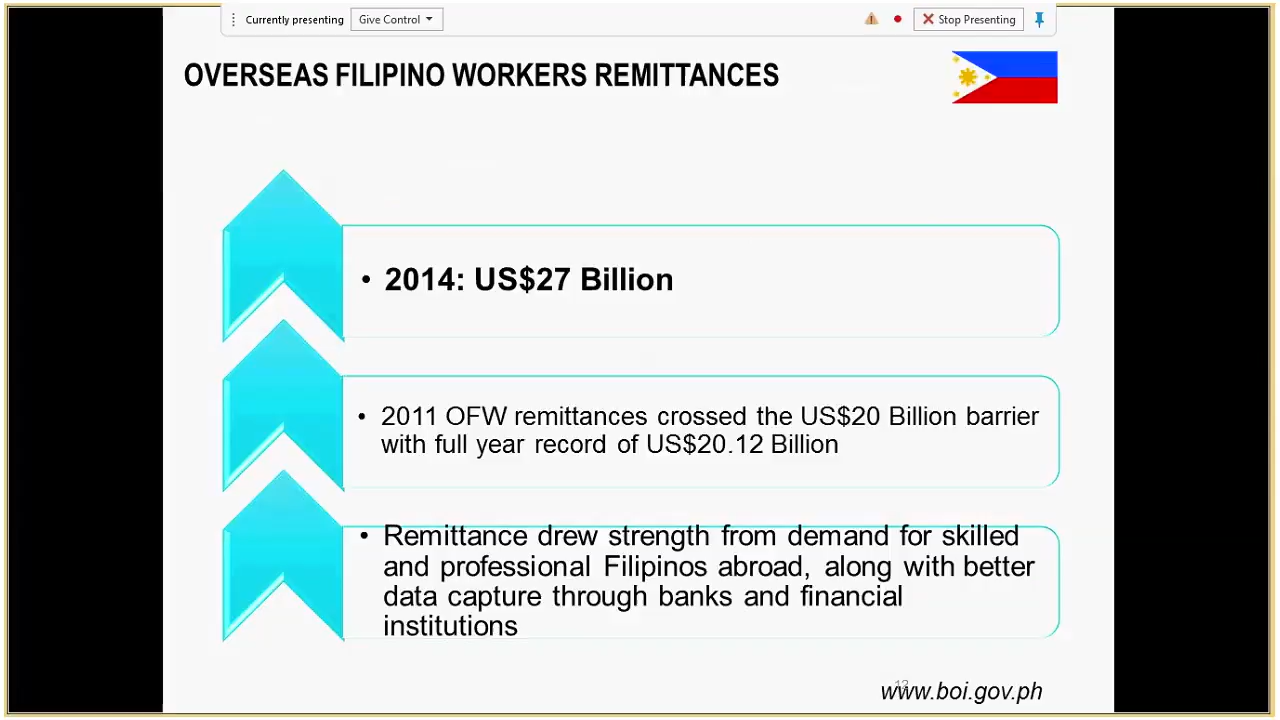 Currently presenting Give Control Stop Presenting
OVERSEAS FILIPINO WORKERS REMITTANCES
• 2014: US$27 Billion
• 2011 OFW remittances crossed the US$20 Billion barrier
with full year record of US$20.12 Billion
• Remittance drew strength from demand for skilled
and professional Filipinos abroad, along with better
data capture through banks and financial
institutions
www.boi.gov.ph